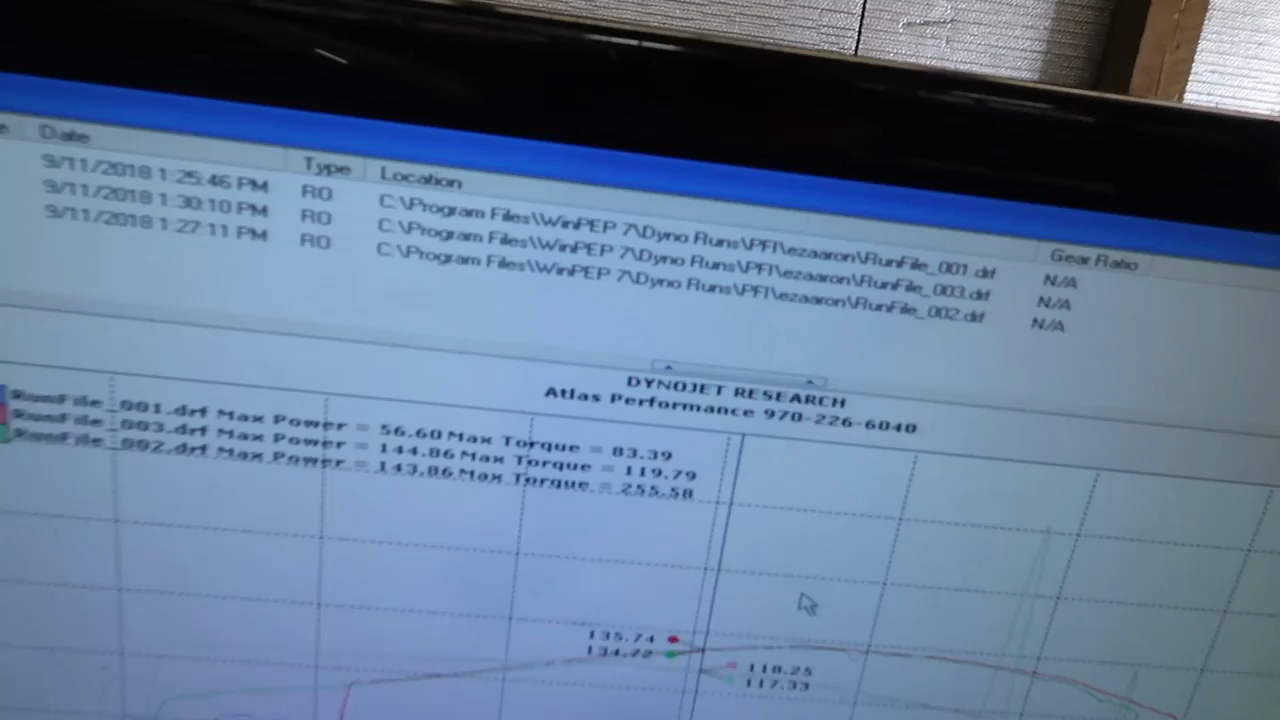 Date Type Location Gear Ratio
9/11/2018 1:25:46 PM RO C:\Program Files\WinPEP 7\Dyno Runs\PFI\ezaaron\RunFile_001.drf N/A
9/11/2018 1:30:10 PM RO C:\Program Files\WinPEP 7\Dyno Runs\PFI\ezaaron\RunFile_003.drf N/A
9/11/2018 1:27:11 PM RO C:\Program Files\WinPEP 7\Dyno Runs\PFI\ezaaron\RunFile_002.drf N/A
DYNOJET RESEARCH
Atlas Performance 970-226-6040
RunFile_001.drf Max Power = 56.60 Max Torque = 83.39
RunFile_003.drf Max Power = 144.86 Max Torque = 119.79
RunFile_002.drf Max Power = 143.86 Max Torque = 255.58
135.74
134.72
118.25
117.33